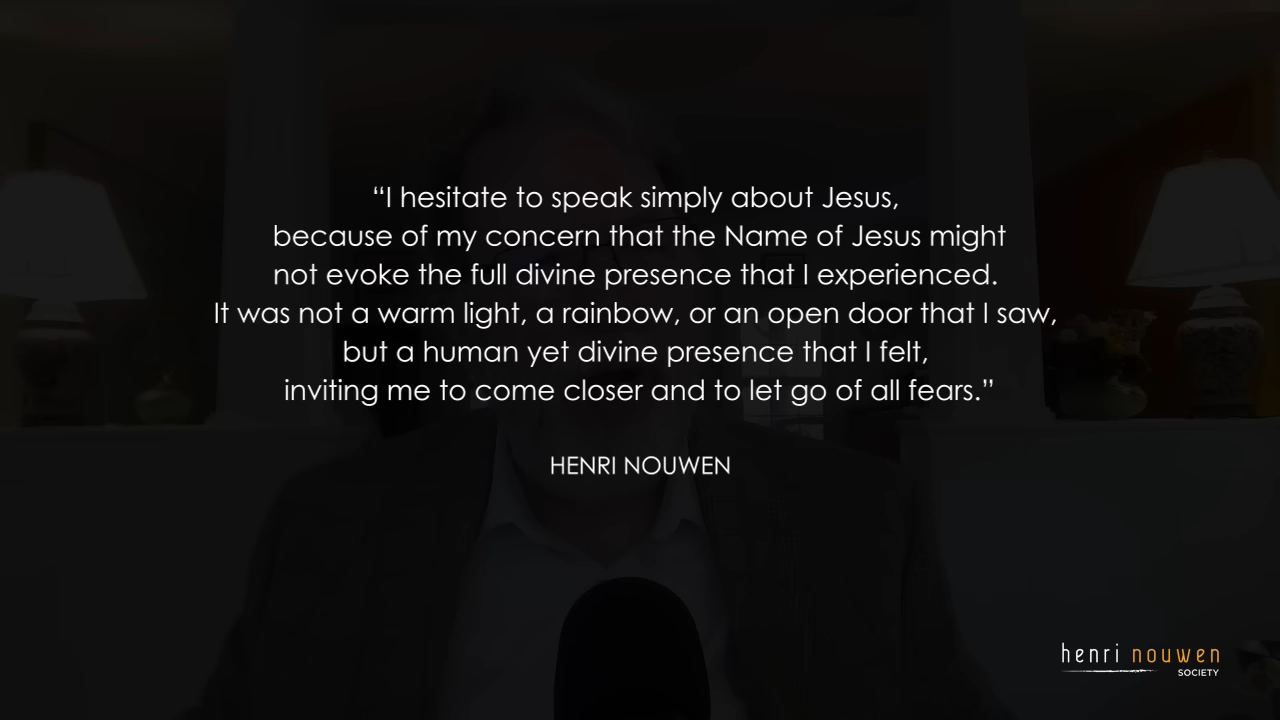 “I hesitate to speak simply about Jesus,
because of my concern that the Name of Jesus might
not evoke the full divine presence that I experienced.
It was not a warm light, a rainbow, or an open door that I saw,
but a human yet divine presence that I felt,
inviting me to come closer and to let go of all fears.”
HENRI NOUWEN
henri nouwen
SOCIETY